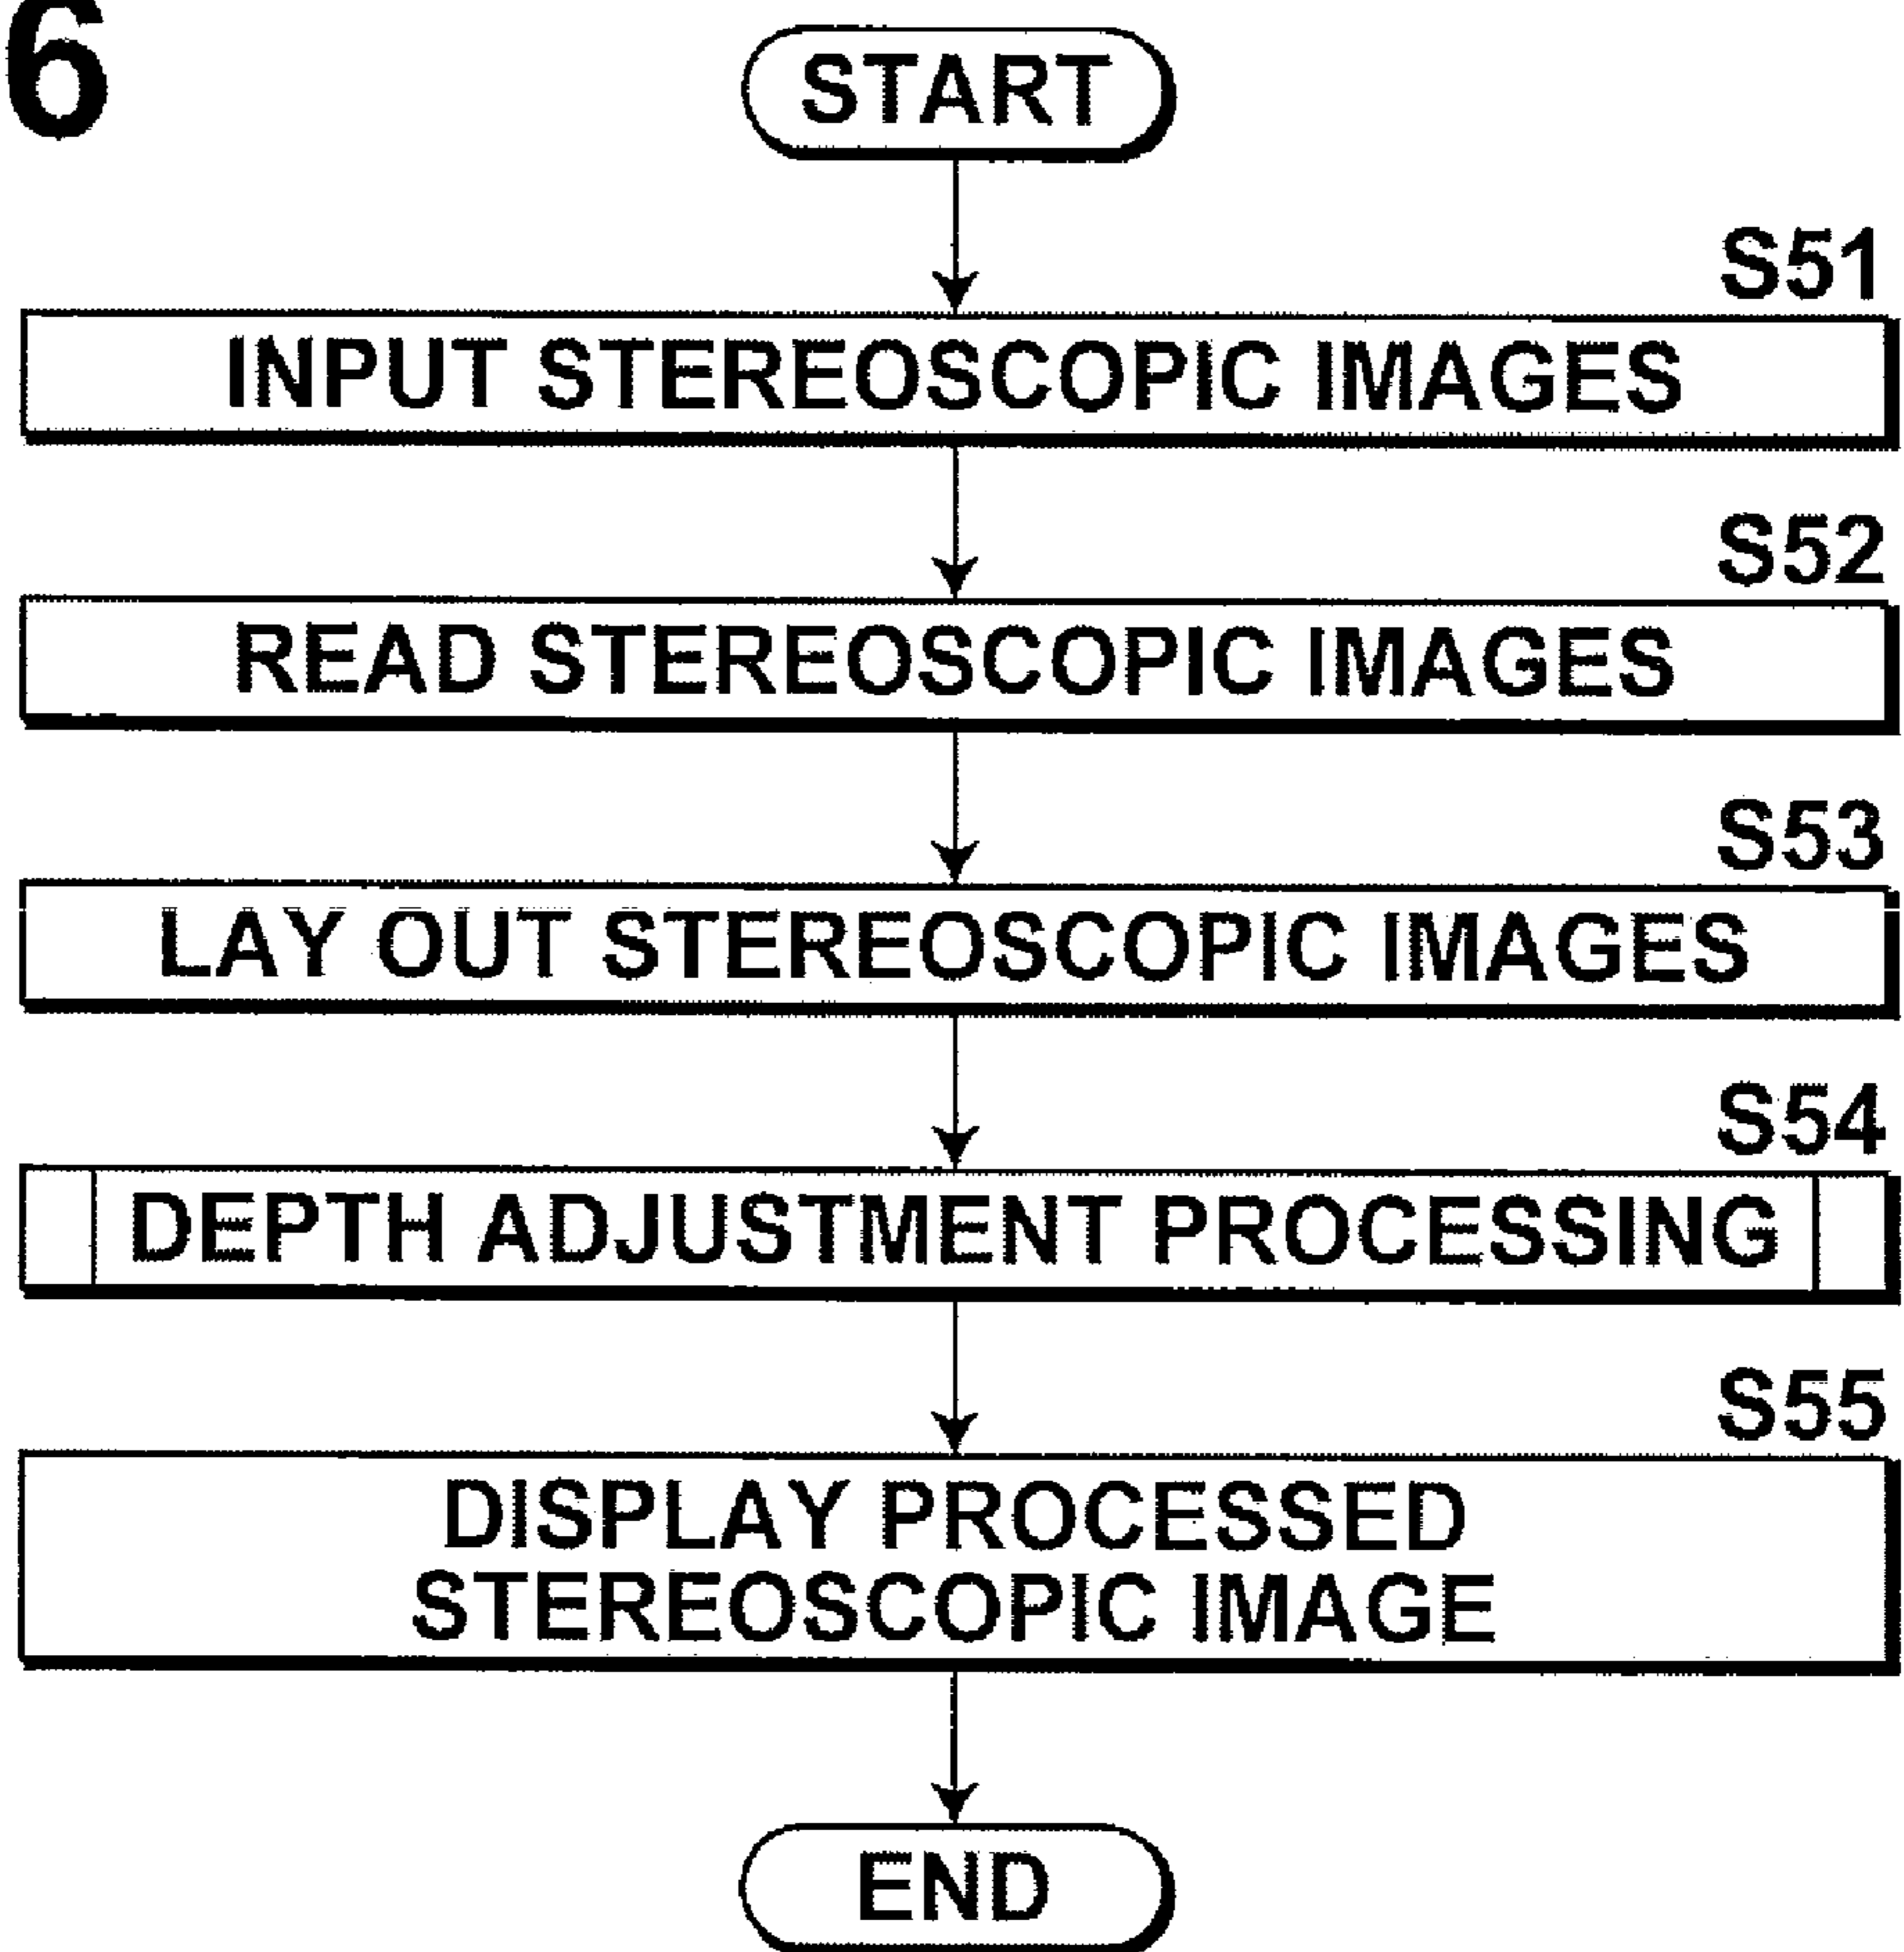 6
START
S51
INPUT STEREOSCOPIC IMAGES
S52
READ STEREOSCOPIC IMAGES
S53
LAY OUT STEREOSCOPIC IMAGES
S54
DEPTH ADJUSTMENT PROCESSING
S55
DISPLAY PROCESSED
STEREOSCOPIC IMAGE
END